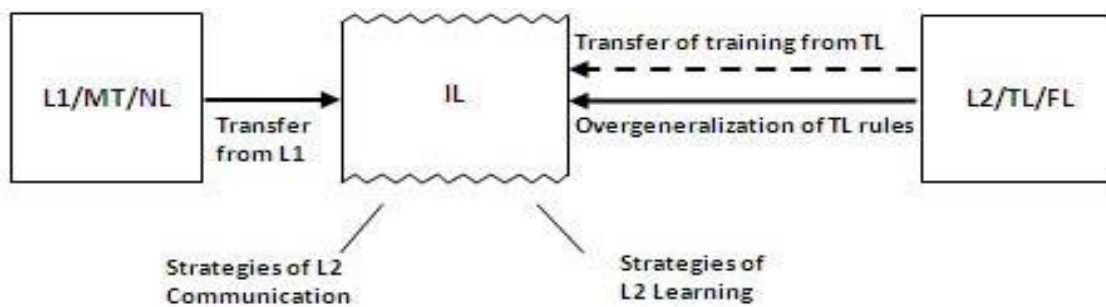 L1/MT/NL
Transfer
from L1
IL
Transfer of training from TL
Overgeneralization of TL rules
L2/TL/FL
Strategies of L2
Communication
Strategies of
L2 Learning